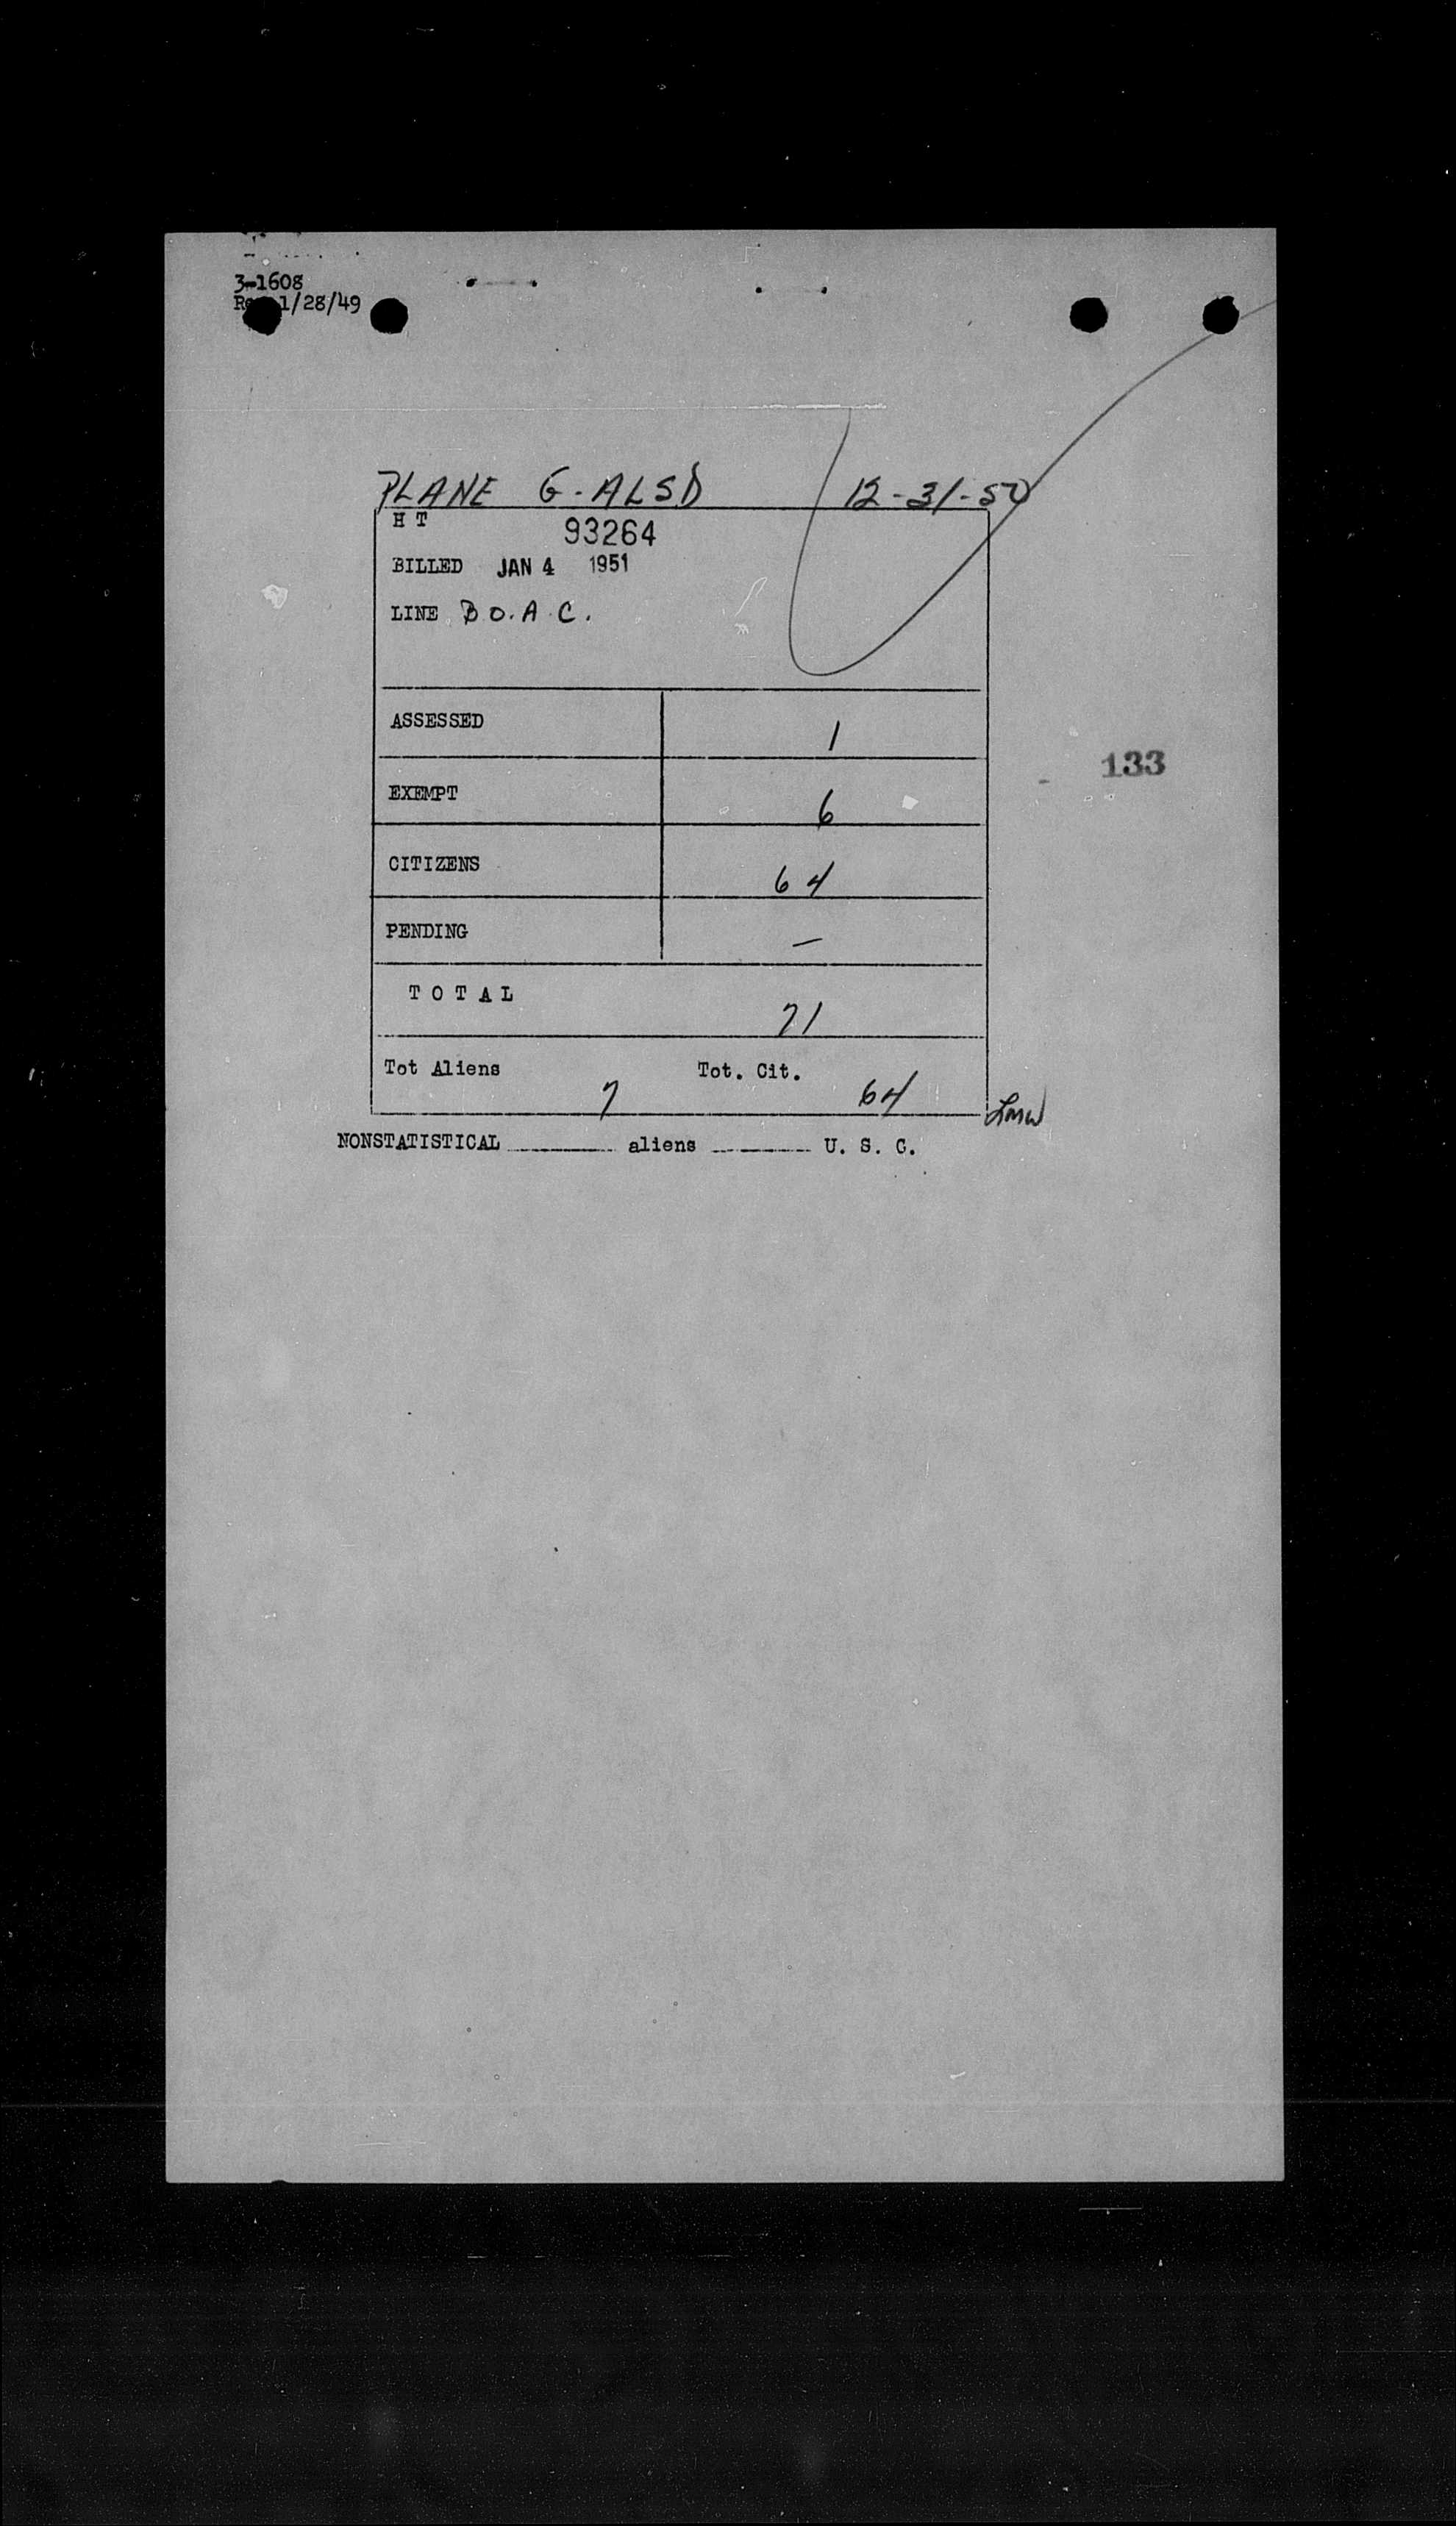 3-1608
1/28/49
PLANE G-ALSD 12-31-50
H T 93264
BILLED JAN 4 1951
LINE B O.A.C.
ASSESSED 1
133
EXEMPT 6
CITIZENS 64
PENDING —
TOTAL 71
Tot Aliens 7 Tot. Cit. 64
LMW
NONSTATISTICAL aliens U. S. C.